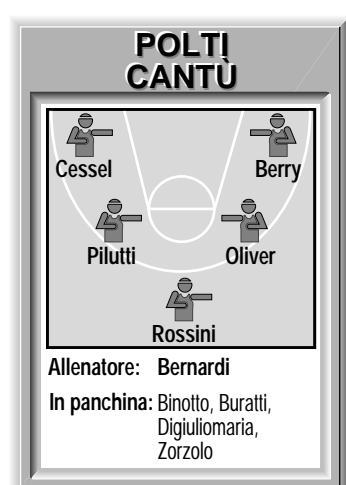 POLTI
CANTÙ
Cessel Berry
Pilutti Oliver
Rossini
Allenatore: Bernardi
In panchina: Binotto, Buratti,
Digiuliomaria,
Zorzolo